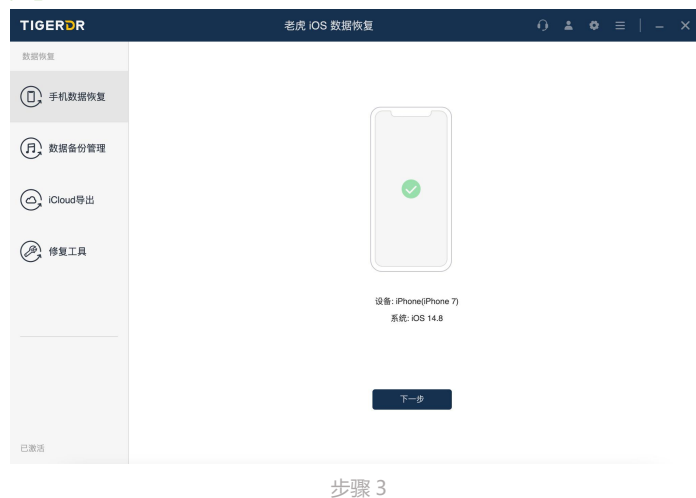 TIGERDR
老虎 iOS 数据恢复
数据恢复
手机数据恢复
数据备份管理
iCloud导出
修复工具
设备: iPhone(iPhone 7)
系统: iOS 14.8
下一步
已激活
步骤 3